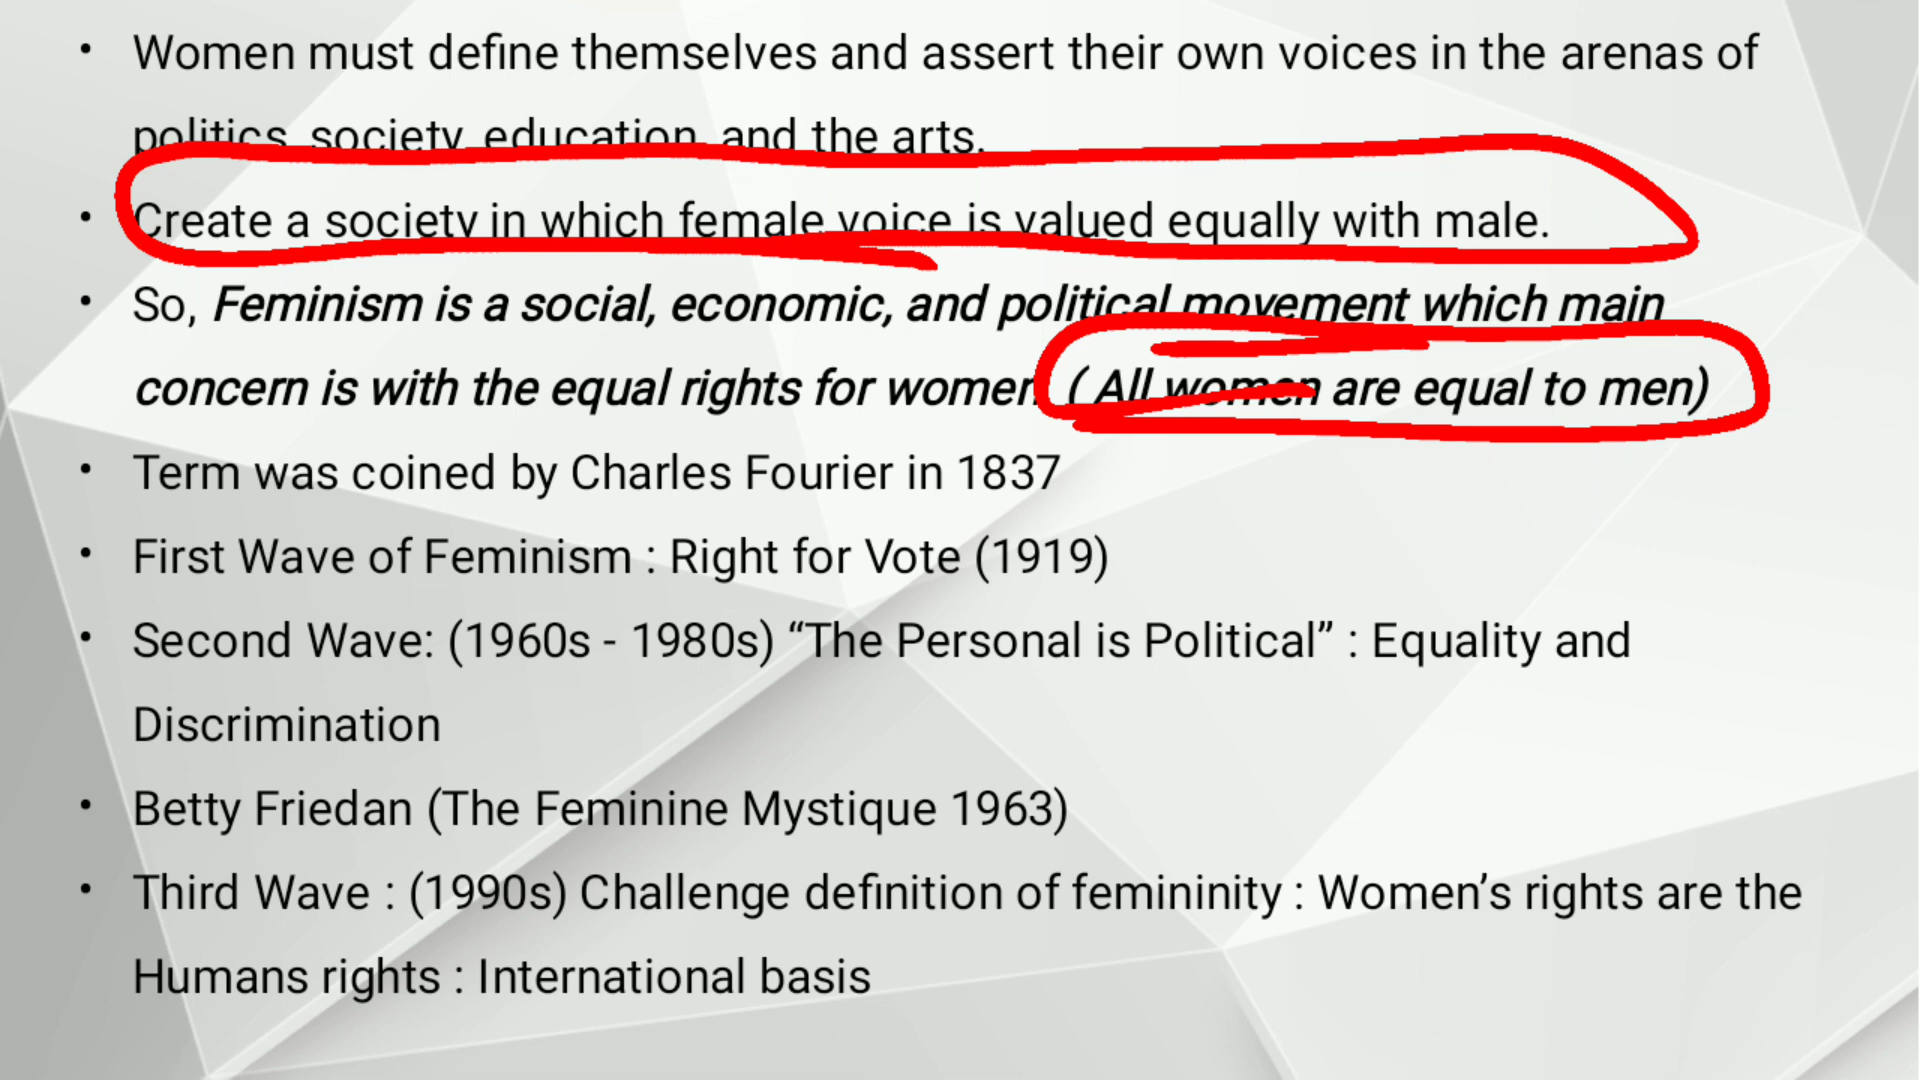 • Women must define themselves and assert their own voices in the arenas of
politics, society, education, and the arts.
• Create a society in which female voice is valued equally with male.
• So, Feminism is a social, economic, and political movement which main
concern is with the equal rights for women. ( All women are equal to men)
• Term was coined by Charles Fourier in 1837
• First Wave of Feminism : Right for Vote (1919)
• Second Wave: (1960s - 1980s) “The Personal is Political” : Equality and
Discrimination
• Betty Friedan (The Feminine Mystique 1963)
• Third Wave : (1990s) Challenge definition of femininity : Women’s rights are the
Humans rights : International basis